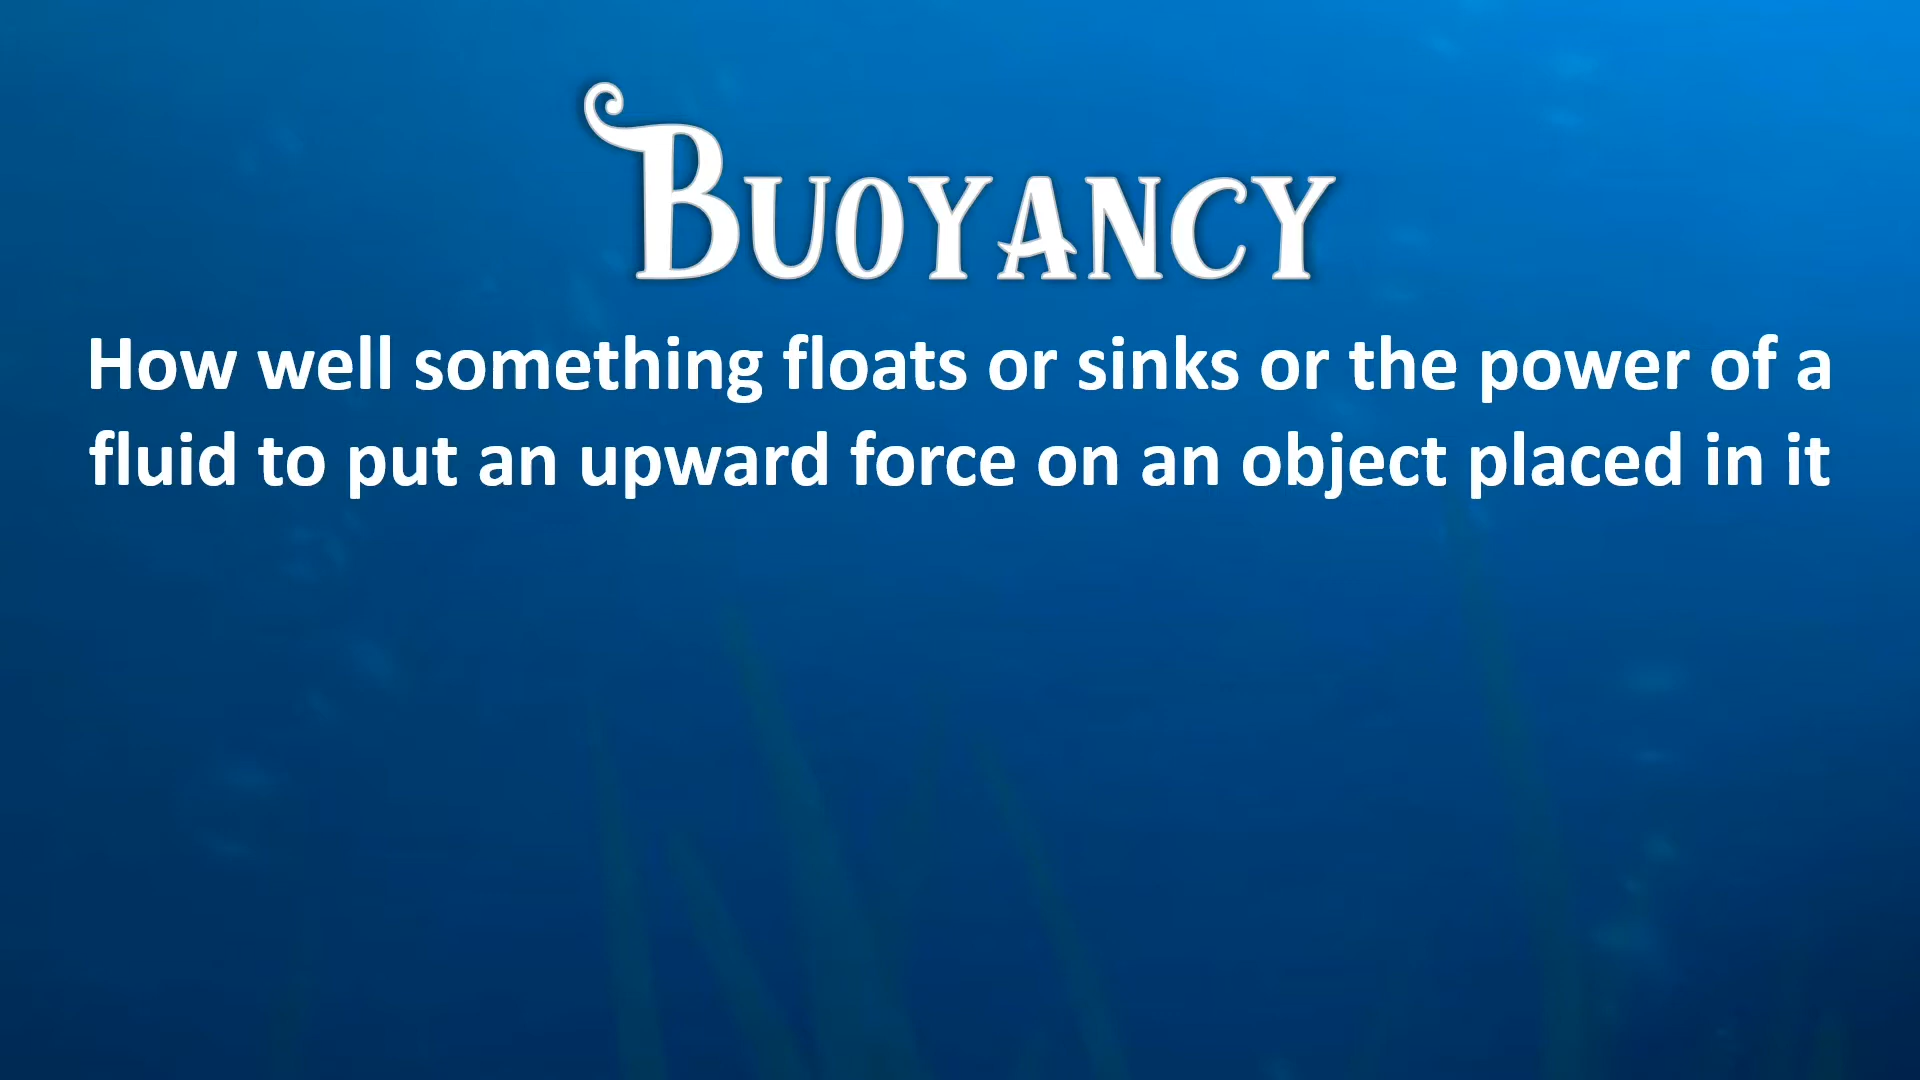 Buoyancy
How well something floats or sinks or the power of a
fluid to put an upward force on an object placed in it